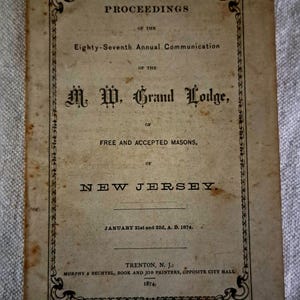 PROCEEDINGS
OF THE
Eighty-Seventh Annual Communication
OF THE
M. W. Grand Lodge,
OF
FREE AND ACCEPTED MASONS,
OF
NEW JERSEY.
JANUARY 21st and 22d, A. D. 1874.
TRENTON, N. J.:
MURPHY & BECHTEL, BOOK AND JOB PRINTERS, OPPOSITE CITY HALL.
1874.